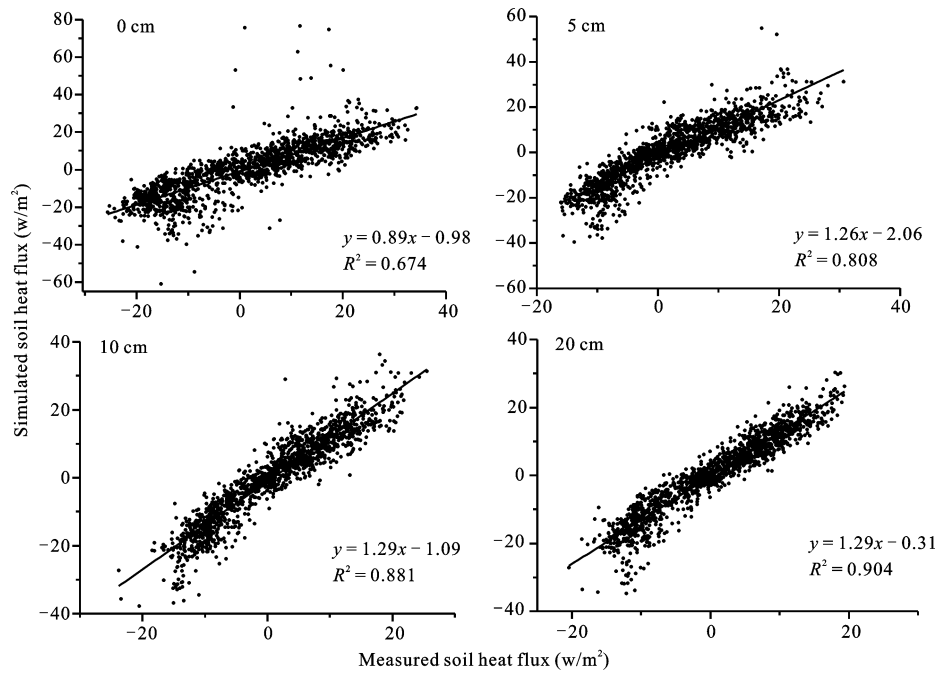 Simulated soil heat flux (w/m²)
0 cm
80
60
40
20
0
−20
−40
−60
−20
0
20
40
y = 0.89x − 0.98
R² = 0.674
5 cm
60
40
20
0
−20
−40
−60
−20
0
20
40
y = 1.26x − 2.06
R² = 0.808
10 cm
40
20
0
−20
−40
−20
0
20
y = 1.29x − 1.09
R² = 0.881
20 cm
40
20
0
−20
−40
−20
0
20
y = 1.29x − 0.31
R² = 0.904
Measured soil heat flux (w/m²)